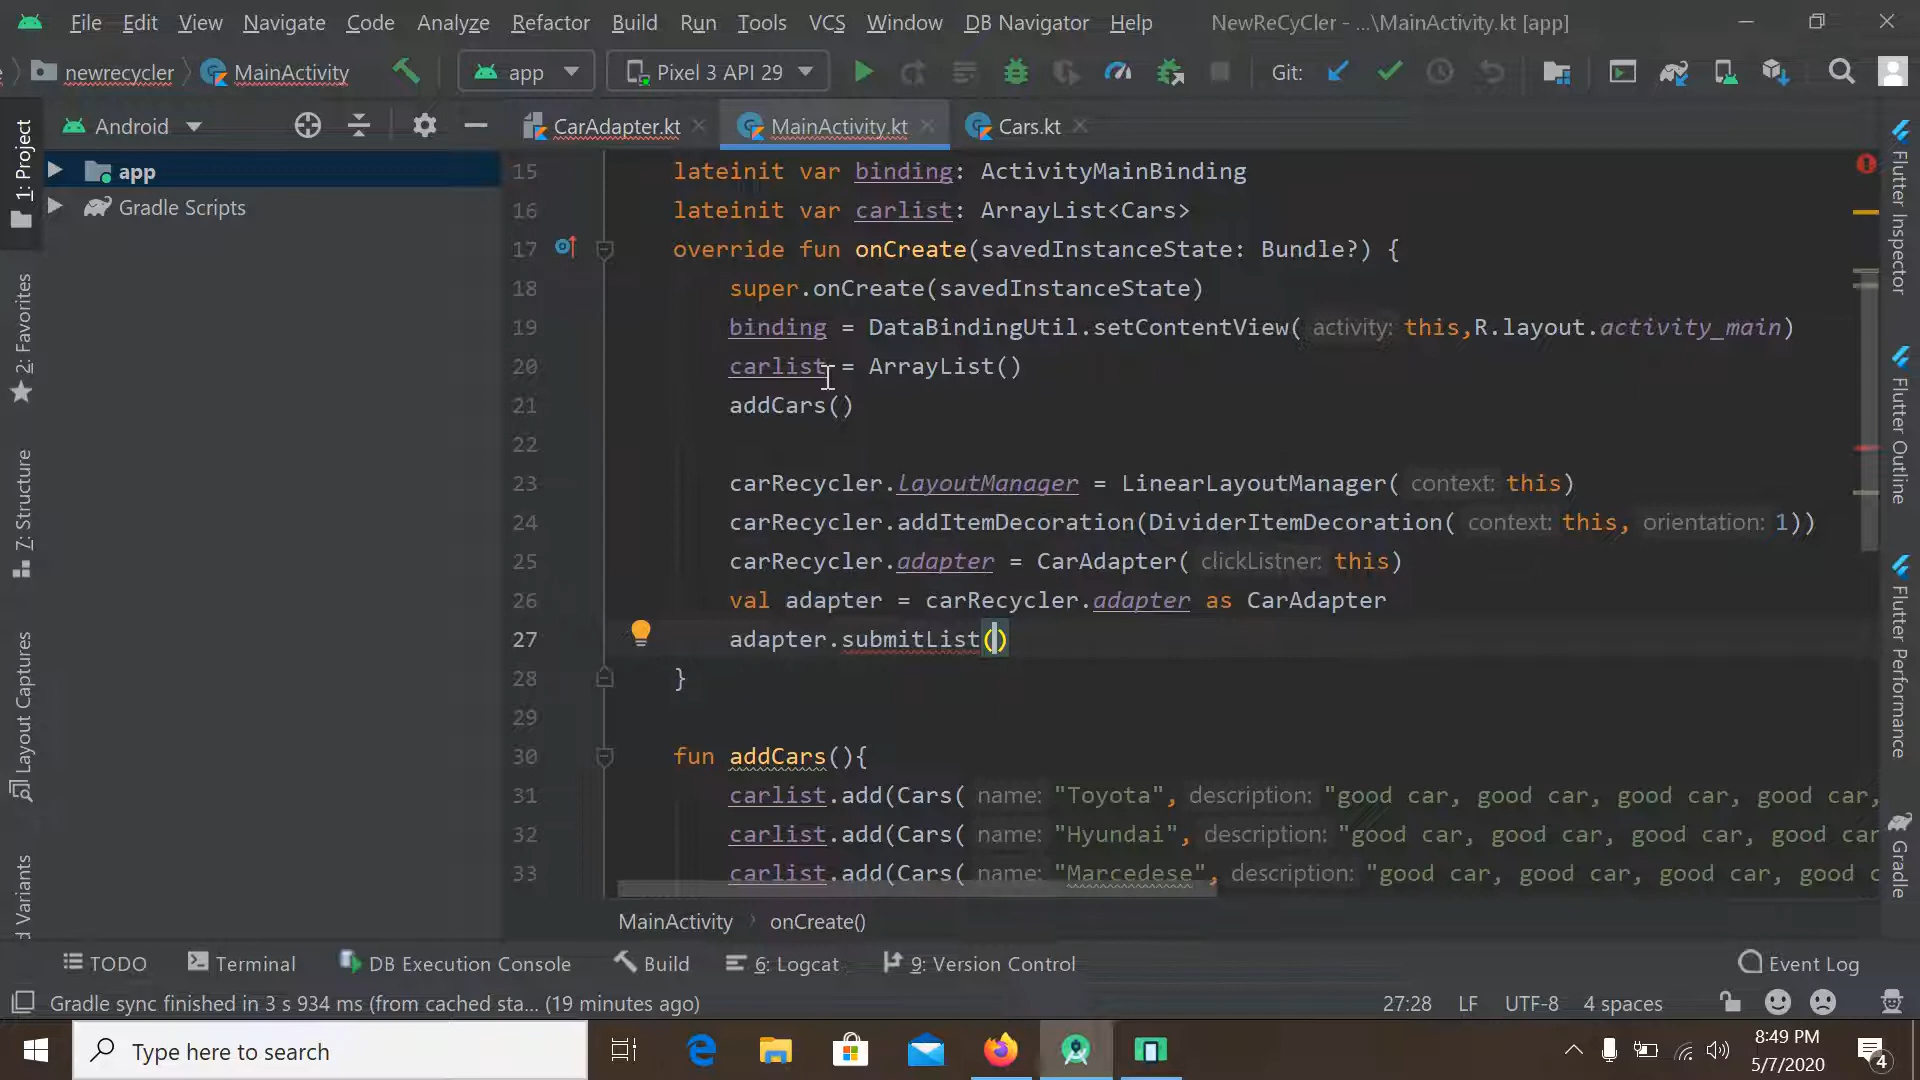 File Edit View Navigate Code Analyze Refactor Build Run Tools VCS Window DB Navigator Help NewReCyCler - ...\MainActivity.kt [app]
newrecycler MainActivity app Pixel 3 API 29 Git:
Android CarAdapter.kt MainActivity.kt Cars.kt
app
Gradle Scripts
1: Project
2: Favorites
7: Structure
Layout Captures
d Variants
15 lateinit var binding: ActivityMainBinding
16 lateinit var carlist: ArrayList<Cars>
17 override fun onCreate(savedInstanceState: Bundle?) {
18 super.onCreate(savedInstanceState)
19 binding = DataBindingUtil.setContentView( activity: this,R.layout.activity_main)
20 carlist = ArrayList()
21 addCars()
22
23 carRecycler.layoutManager = LinearLayoutManager( context: this)
24 carRecycler.addItemDecoration(DividerItemDecoration( context: this, orientation: 1))
25 carRecycler.adapter = CarAdapter( clickListner: this)
26 val adapter = carRecycler.adapter as CarAdapter
27 adapter.submitList()
28 }
29
30 fun addCars(){
31 carlist.add(Cars( name: "Toyota", description: "good car, good car, good car, good car,
32 carlist.add(Cars( name: "Hyundai", description: "good car, good car, good car, good car
33 carlist.add(Cars( name: "Marcedese", description: "good car, good car, good car, good c
MainActivity onCreate()
Flutter Inspector
Flutter Outline
Flutter Performance
Gradle
TODO Terminal DB Execution Console Build 6: Logcat 9: Version Control Event Log
Gradle sync finished in 3 s 934 ms (from cached sta... (19 minutes ago) 27:28 LF UTF-8 4 spaces
Type here to search
8:49 PM
5/7/2020
4